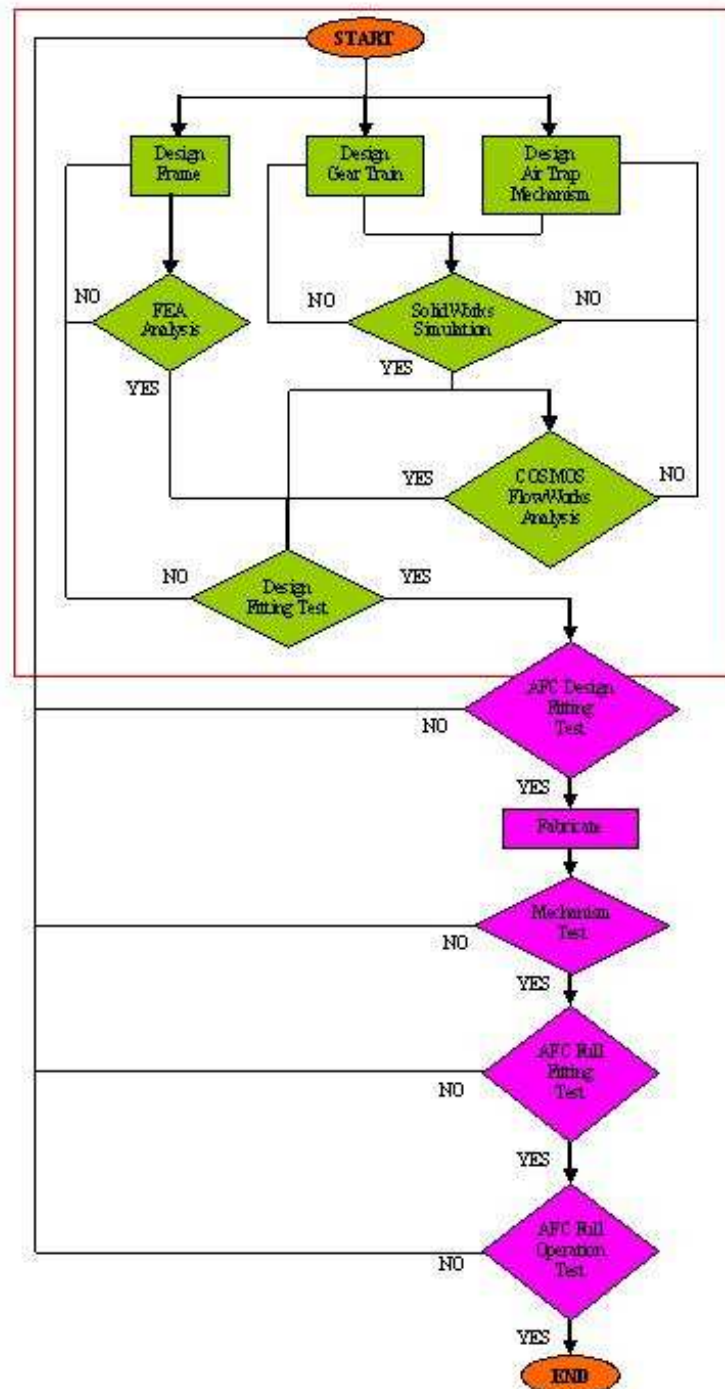 START
Design
Frame
Design
Gear Train
Design
Air Trap
Mechanism
NO
FEA
Analysis
NO
SolidWorks
Simulation
NO
YES
YES
COSMOS
FlowWorks
Analysis
YES
NO
NO
Design
Fitting Test
YES
AFC Design
Fitting
Test
NO
YES
Fabricate
Mechanism
Test
NO
YES
AFC Full
Fitting
Test
NO
YES
AFC Full
Operation
Test
NO
YES
END